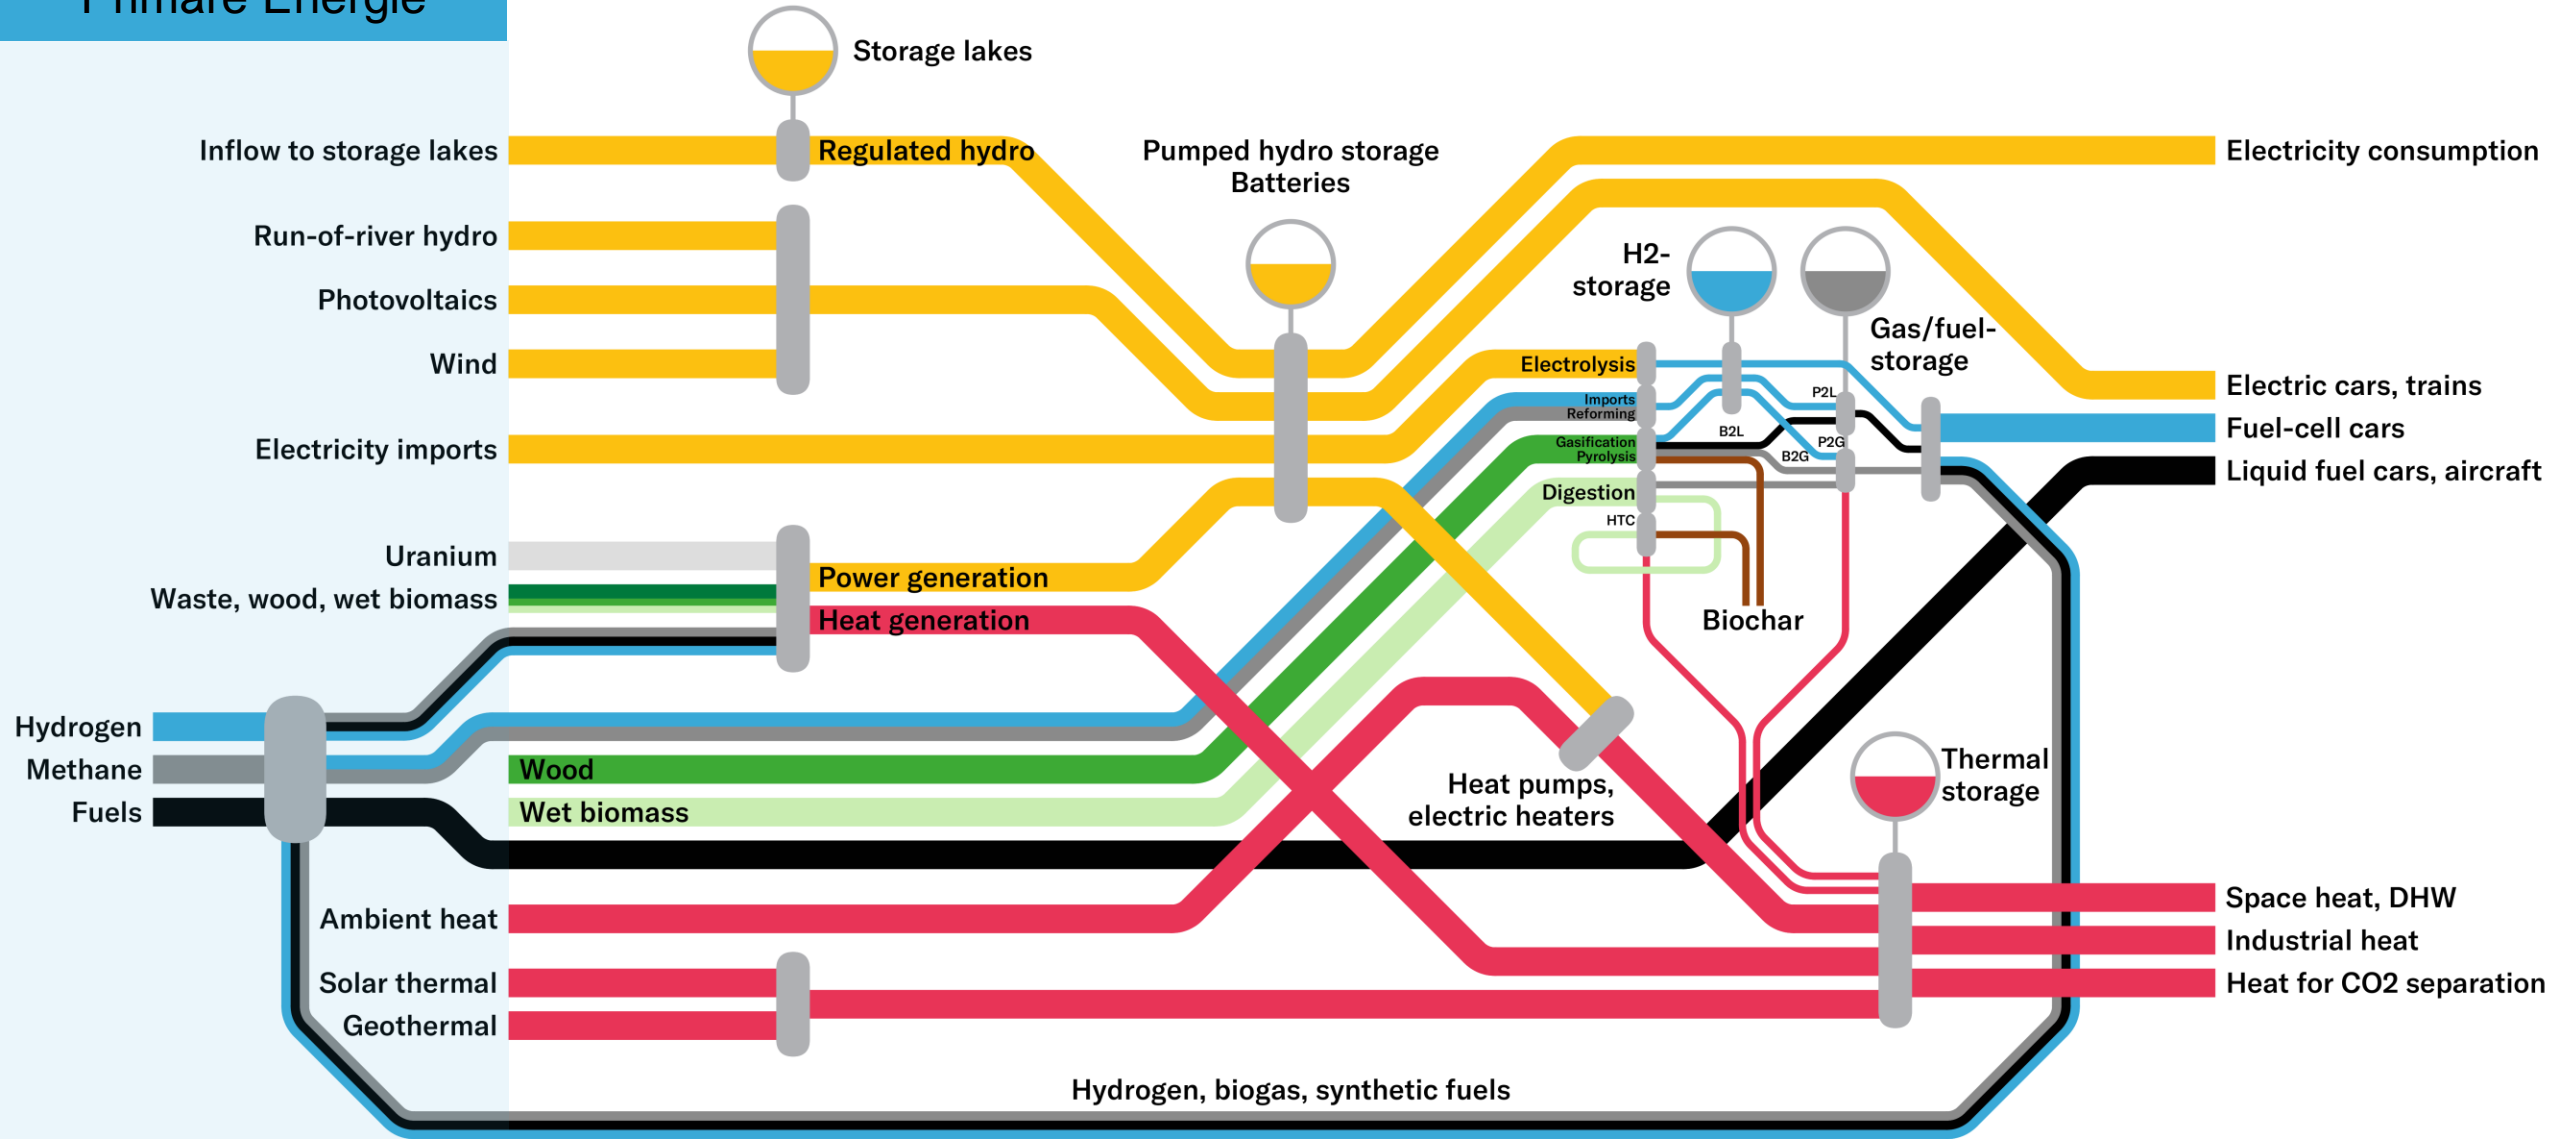 Primäre Energie
Storage lakes
Inflow to storage lakes
Regulated hydro
Pumped hydro storage
Batteries
Electricity consumption
Run-of-river hydro
H2-
storage
Photovoltaics
Gas/fuel-
storage
Wind
Electrolysis
Electric cars, trains
P2L
Imports
Reforming
Fuel-cell cars
B2L
Electricity imports
Gasification
Pyrolysis
P2G
B2G
Liquid fuel cars, aircraft
Digestion
HTC
Uranium
Power generation
Waste, wood, wet biomass
Heat generation
Biochar
Hydrogen
Methane
Wood
Fuels
Wet biomass
Heat pumps,
electric heaters
Thermal
storage
Ambient heat
Space heat, DHW
Industrial heat
Solar thermal
Heat for CO2 separation
Geothermal
Hydrogen, biogas, synthetic fuels